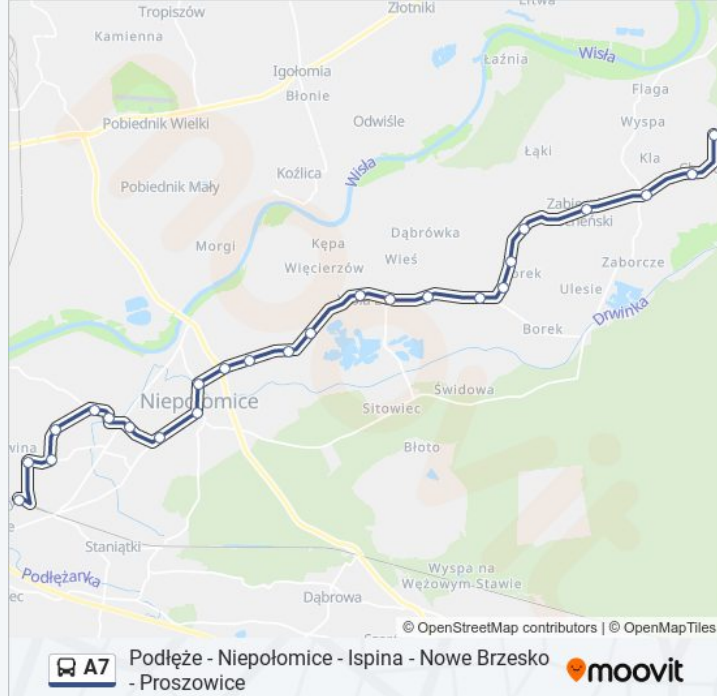 Tropiszów
Złotniki
Kamienna
Łaźnia
Wisła
Igołomia
Błonie
Flaga
Pobiednik Wielki
Odwiśle
Wyspa
Łąki
Kla
Koźlica
Wisła
Pobiednik Mały
Morgi
Kępa
Dąbrówka
Więcierzów
Wieś
Zaborcze
Ulesie
Drwinka
Borek
Niepołomice
Świdowa
Sitowiec
Błoto
Staniątki
Podłężanka
Wyspa na
Wężowym Stawie
Dąbrowa
© OpenStreetMap contributors | © OpenMapTiles
A7
Podłęże - Niepołomice - Ispina - Nowe Brzesko
- Proszowice
moovit